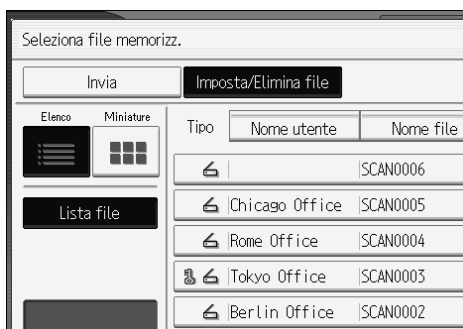 Seleziona file memorizz.
Invia Imposta/Elimina file
Elenco Miniature
Tipo Nome utente Nome file
SCAN0006
Lista file
Chicago Office SCAN0005
Rome Office SCAN0004
Tokyo Office SCAN0003
Berlin Office SCAN0002